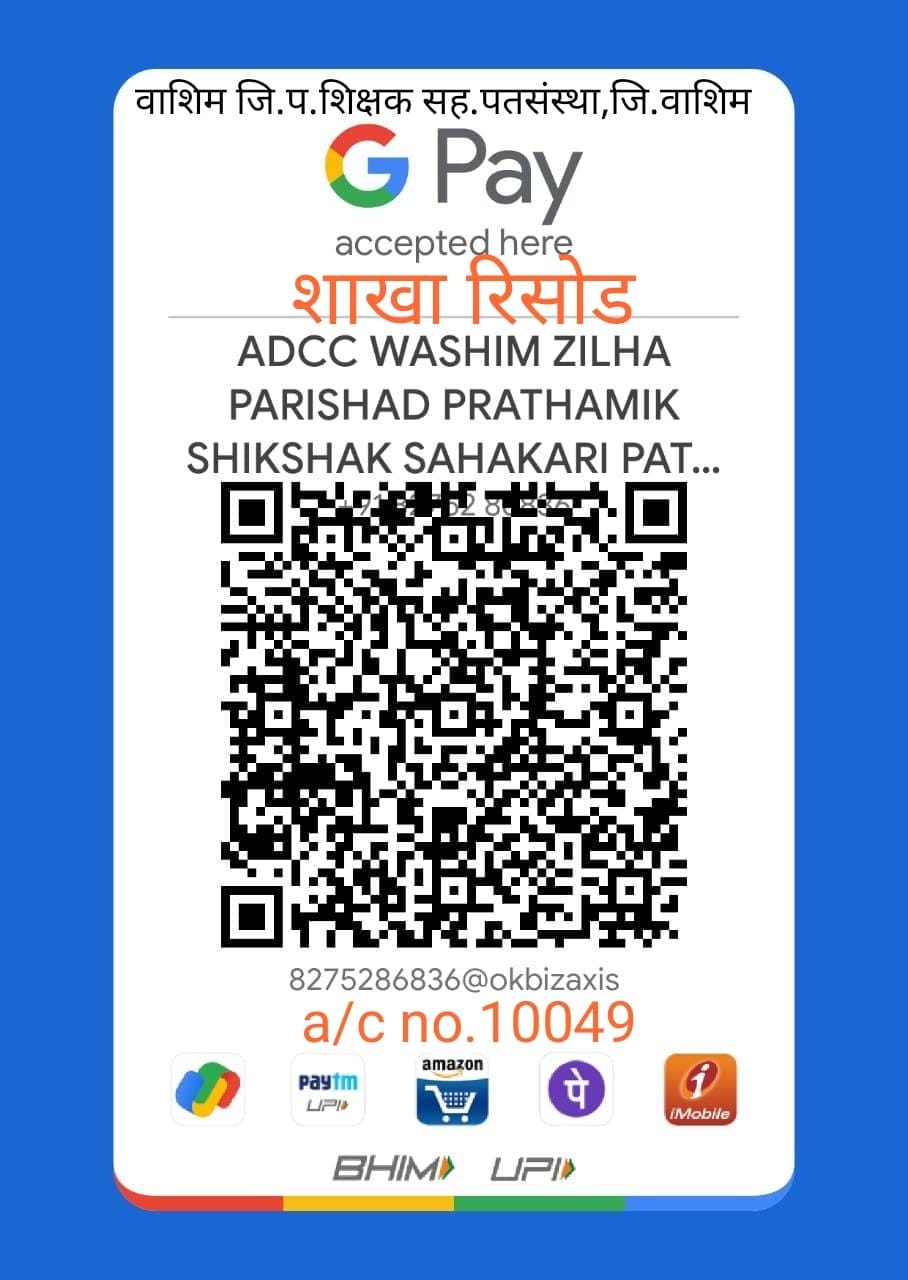 वाशिम जि.प.शिक्षक सह.पतसंस्था,जि.वाशिम
G Pay
accepted here
शाखा रिसोड
ADCC WASHIM ZILHA
PARISHAD PRATHAMIK
SHIKSHAK SAHAKARI PAT...
8275286836@okbizaxis
a/c no.10049
paytm
UPI
amazon
पे
i
iMobile
BHIM UPI